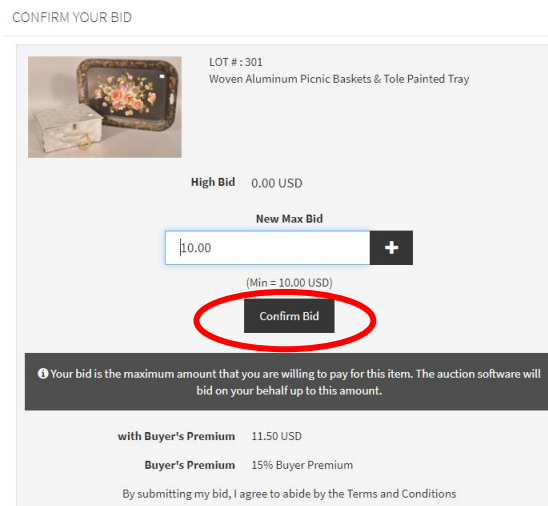 CONFIRM YOUR BID
LOT # : 301
Woven Aluminum Picnic Baskets & Tole Painted Tray
High Bid 0.00 USD
New Max Bid
10.00 +
(Min = 10.00 USD)
Confirm Bid
Your bid is the maximum amount that you are willing to pay for this item. The auction software will
bid on your behalf up to this amount.
with Buyer's Premium 11.50 USD
Buyer's Premium 15% Buyer Premium
By submitting my bid, I agree to abide by the Terms and Conditions